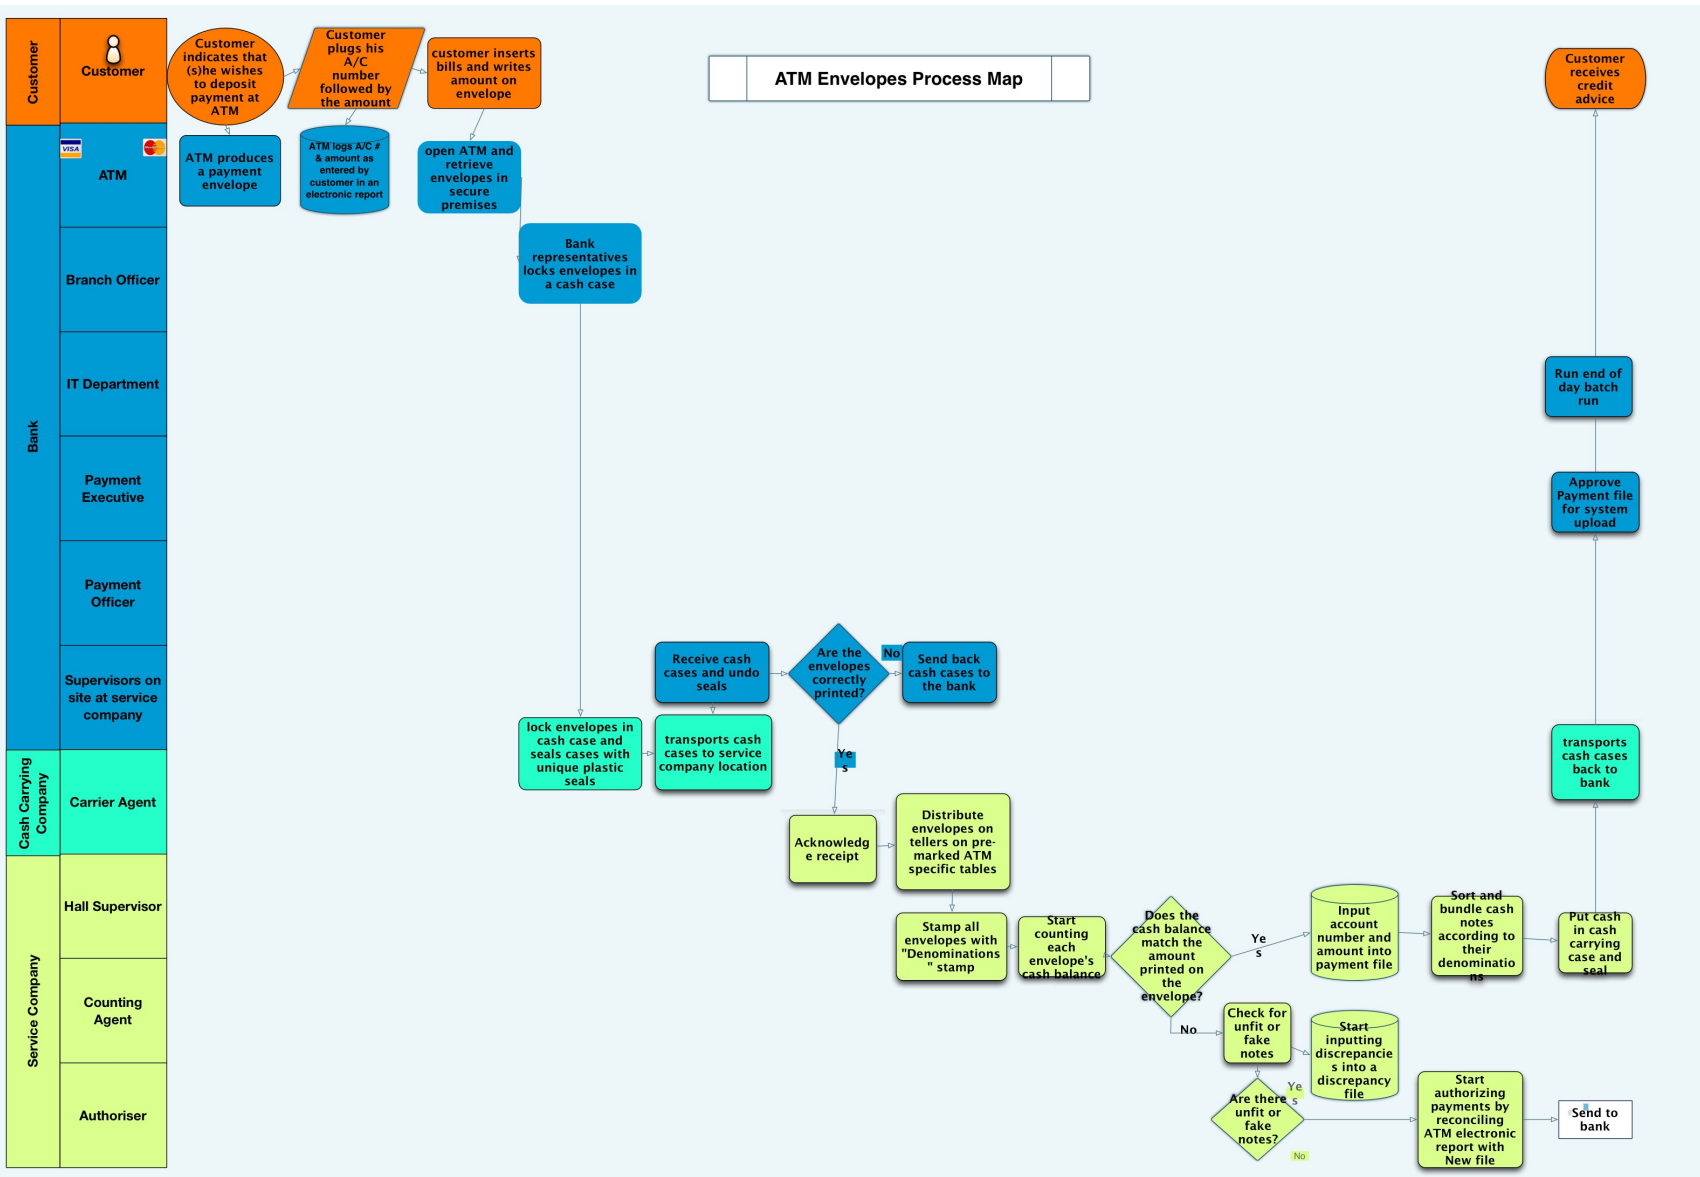 ATM Envelopes Process Map
Customer
Customer
Customer
indicates that
(s)he wishes
to deposit
payment at
ATM
Customer
plugs his
A/C
number
followed by
the amount
customer inserts
bills and writes
amount on
envelope
Customer
receives
credit
advice
Bank
VISA
MasterCard
ATM
ATM produces
a payment
envelope
ATM logs A/C #
& amount as
entered by
customer in an
electronic report
open ATM and
retrieve
envelopes in
secure
premises
Branch Officer
Bank
representatives
locks envelopes in
a cash case
IT Department
Run end of
day batch
run
Payment
Executive
Approve
Payment file
for system
upload
Payment
Officer
Supervisors on
site at service
company
Receive cash
cases and undo
seals
Are the
envelopes
correctly
printed?
No
Send back
cash cases to
the bank
Ye
s
Cash Carrying
Company
Carrier Agent
lock envelopes in
cash case and
seals cases with
unique plastic
seals
transports cash
cases to service
company location
transports
cash cases
back to
bank
Service Company
Hall Supervisor
Acknowledg
e receipt
Distribute
envelopes on
tellers on pre-
marked ATM
specific tables
Stamp all
envelopes with
"Denominations
" stamp
Start
counting
each
envelope's
cash balance
Does the
cash balance
match the
amount
printed on
the
envelope?
Ye
s
Input
account
number and
amount into
payment file
Sort and
bundle cash
notes
according to
their
denominatio
ns
Put cash
in cash
carrying
case and
seal
Counting
Agent
No
Check for
unfit or
fake
notes
Start
inputting
discrepancie
s into a
discrepancy
file
Authoriser
Are there
unfit or
fake
notes?
Ye
s
No
Start
authorizing
payments by
reconciling
ATM electronic
report with
New file
Send to
bank